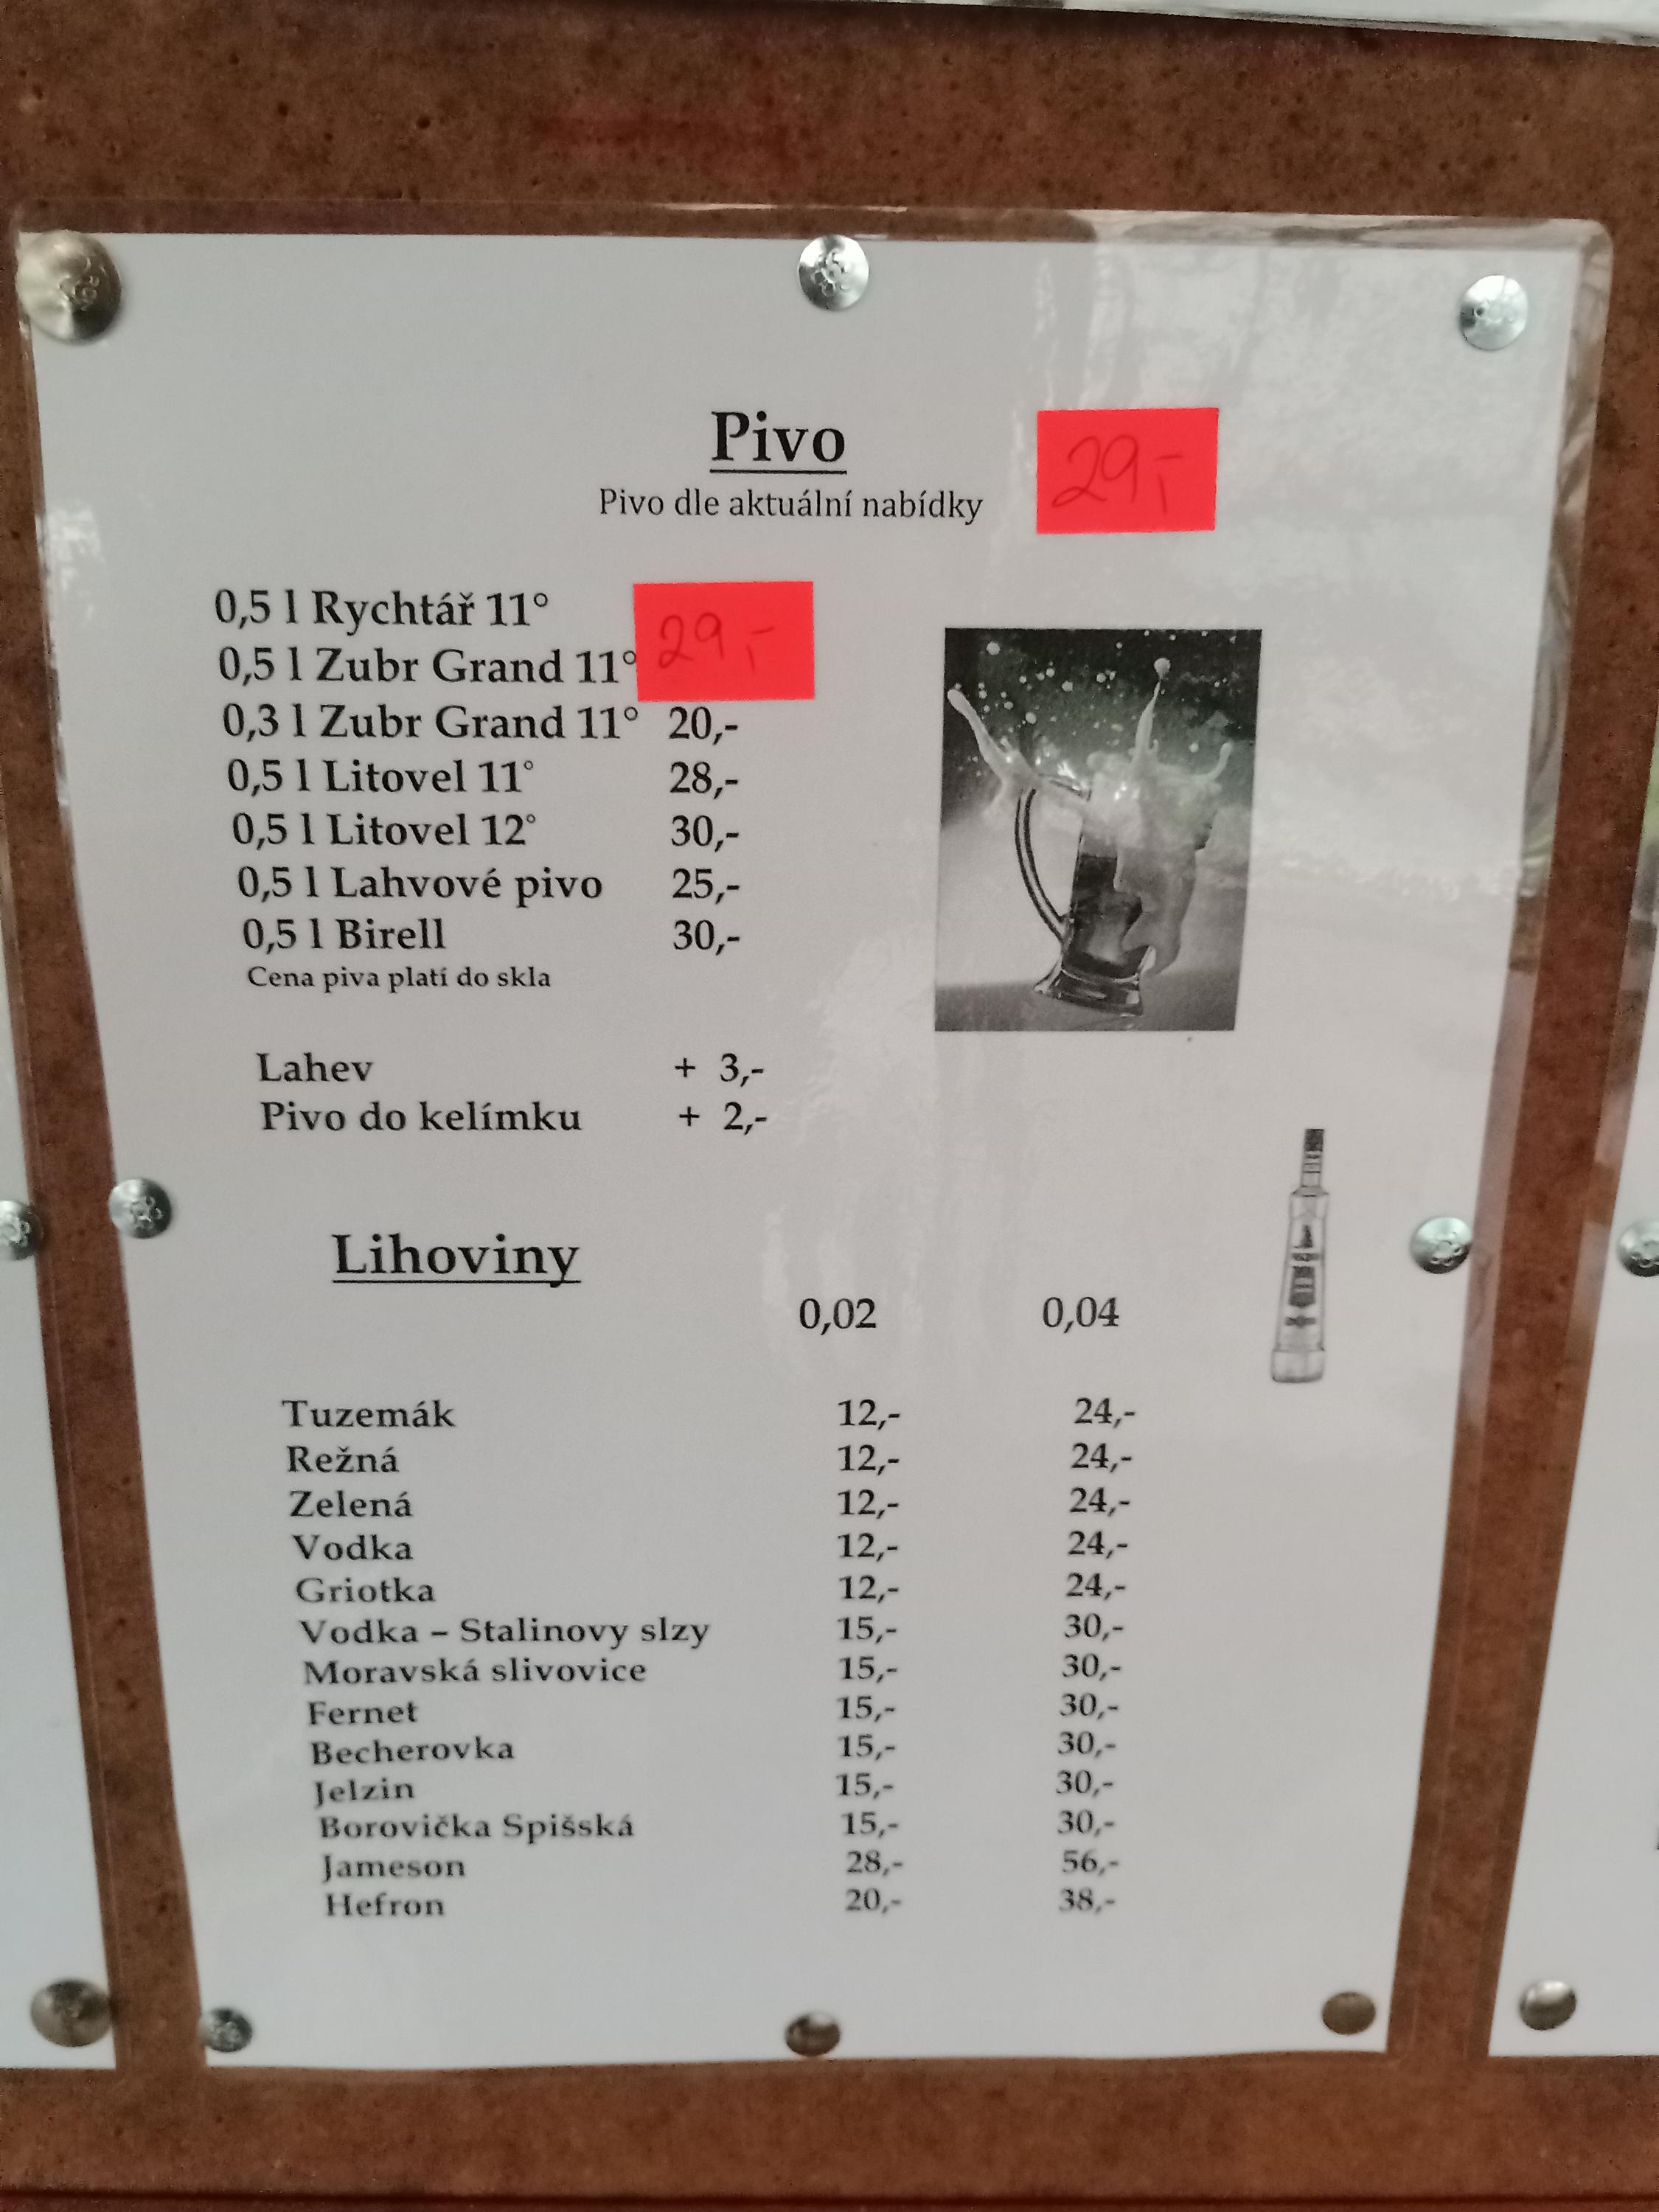 Pivo
Pivo dle aktuální nabídky 29,-
0,5 l Rychtář 11°
29,-
0,5 l Zubr Grand 11°
0,3 l Zubr Grand 11° 20,-
0,5 l Litovel 11° 28,-
0,5 l Litovel 12° 30,-
0,5 l Lahvové pivo 25,-
0,5 l Birell 30,-
Cena piva platí do skla
Lahev + 3,-
Pivo do kelímku + 2,-
Lihoviny
0,02 0,04
Tuzemák 12,- 24,-
Režná 12,- 24,-
Zelená 12,- 24,-
Vodka 12,- 24,-
Griotka 12,- 24,-
Vodka – Stalinovy slzy 15,- 30,-
Moravská slivovice 15,- 30,-
Fernet 15,- 30,-
Becherovka 15,- 30,-
Jelzin 15,- 30,-
Borovička Spišská 15,- 30,-
Jameson 28,- 56,-
Hefron 20,- 38,-